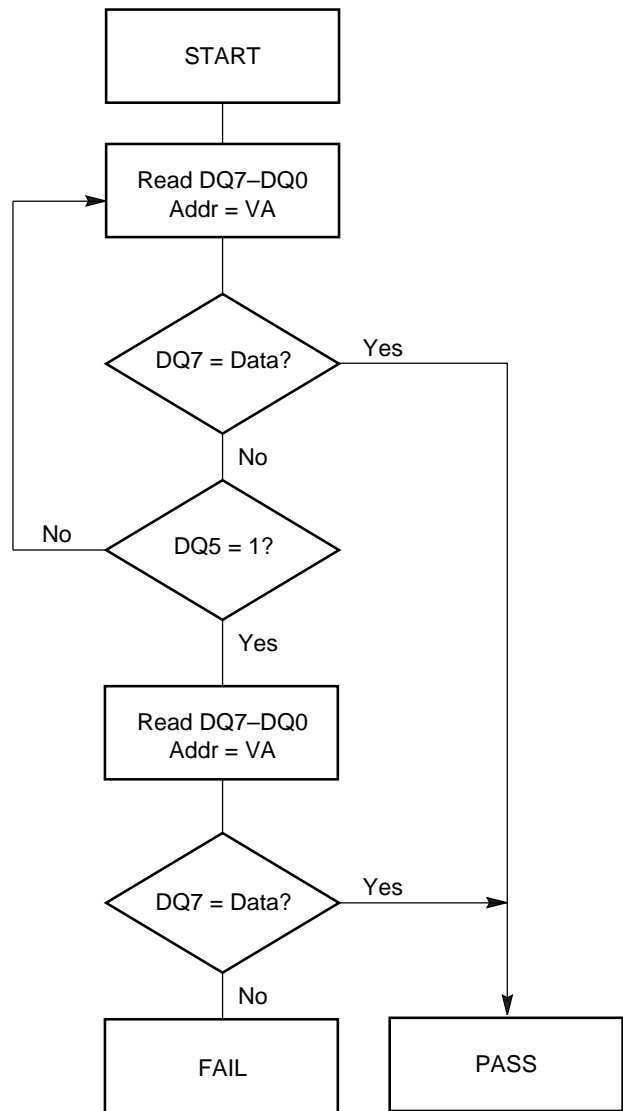 START
Read DQ7–DQ0
Addr = VA
DQ7 = Data?
Yes
No
No
DQ5 = 1?
Yes
Read DQ7–DQ0
Addr = VA
DQ7 = Data?
Yes
No
FAIL
PASS